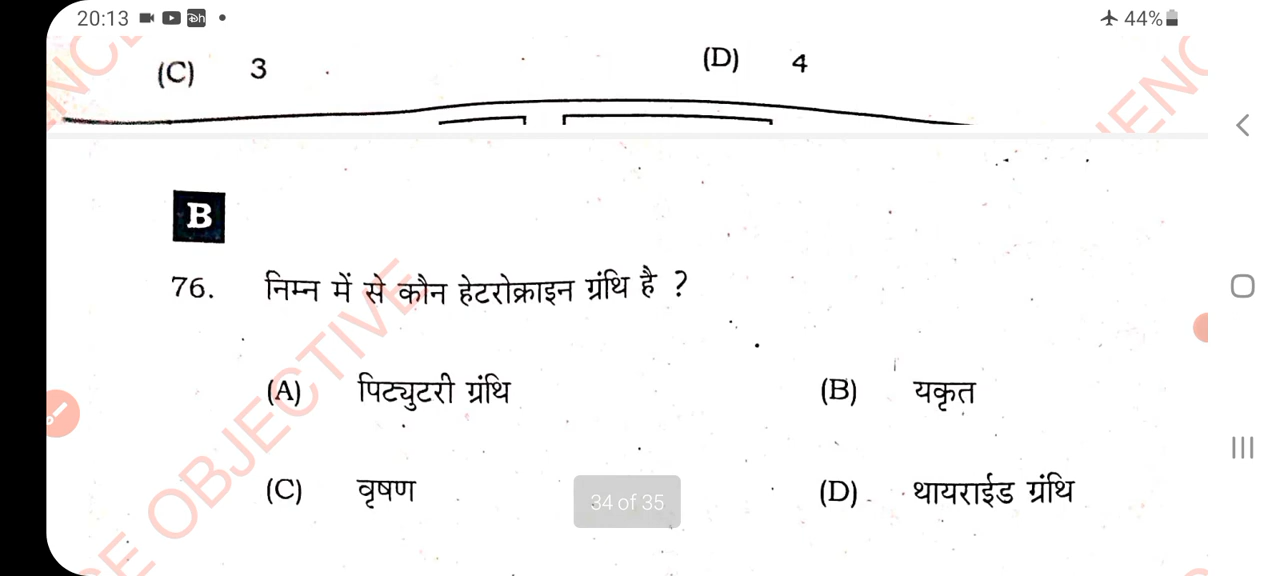 20:13 44%
(C) 3 (D) 4
B
76. निम्न में से कौन हेटरोक्राइन ग्रंथि है ?
(A) पिट्युटरी ग्रंथि (B) यकृत
(C) वृषण (D) थायराईड ग्रंथि
34 of 35
OBJECTIVE